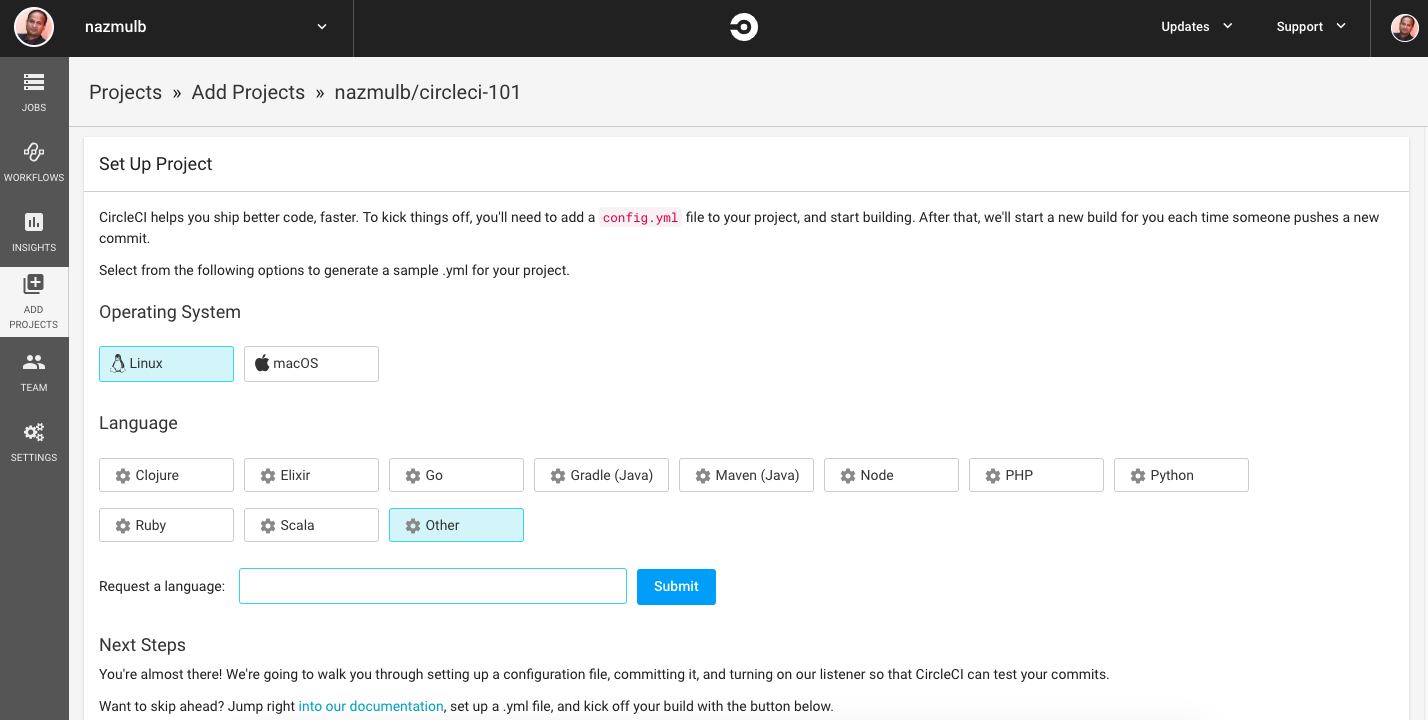 nazmulb
Updates
Support
JOBS
WORKFLOWS
INSIGHTS
ADD
PROJECTS
TEAM
SETTINGS
Projects » Add Projects » nazmulb/circleci-101
Set Up Project
CircleCI helps you ship better code, faster. To kick things off, you'll need to add a config.yml file to your project, and start building. After that, we'll start a new build for you each time someone pushes a new
commit.
Select from the following options to generate a sample .yml for your project.
Operating System
Linux
macOS
Language
Clojure
Elixir
Go
Gradle (Java)
Maven (Java)
Node
PHP
Python
Ruby
Scala
Other
Request a language:
Submit
Next Steps
You're almost there! We're going to walk you through setting up a configuration file, committing it, and turning on our listener so that CircleCI can test your commits.
Want to skip ahead? Jump right into our documentation, set up a .yml file, and kick off your build with the button below.